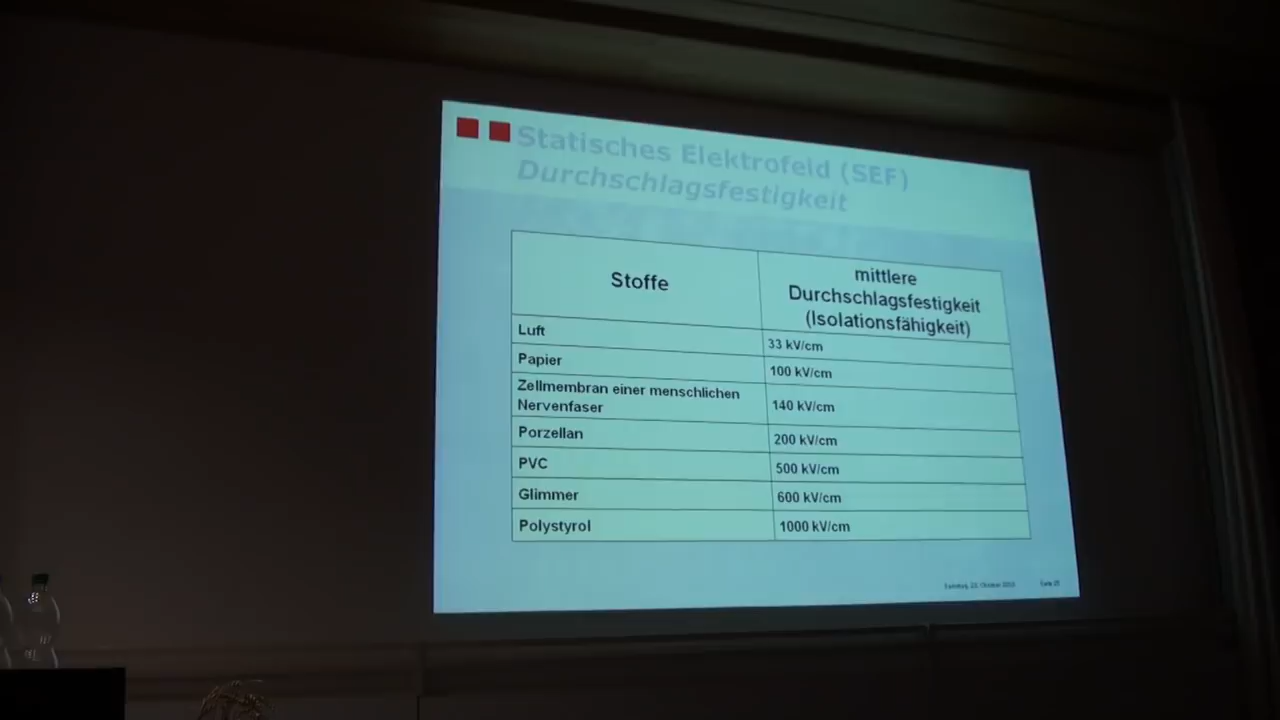 Statisches Elektrofeld (SEF)
Durchschlagsfestigkeit
Stoffe
mittlere
Durchschlagsfestigkeit
(Isolationsfähigkeit)
Luft
33 kV/cm
Papier
100 kV/cm
Zellmembran einer menschlichen
Nervenfaser
140 kV/cm
Porzellan
200 kV/cm
PVC
500 kV/cm
Glimmer
600 kV/cm
Polystyrol
1000 kV/cm